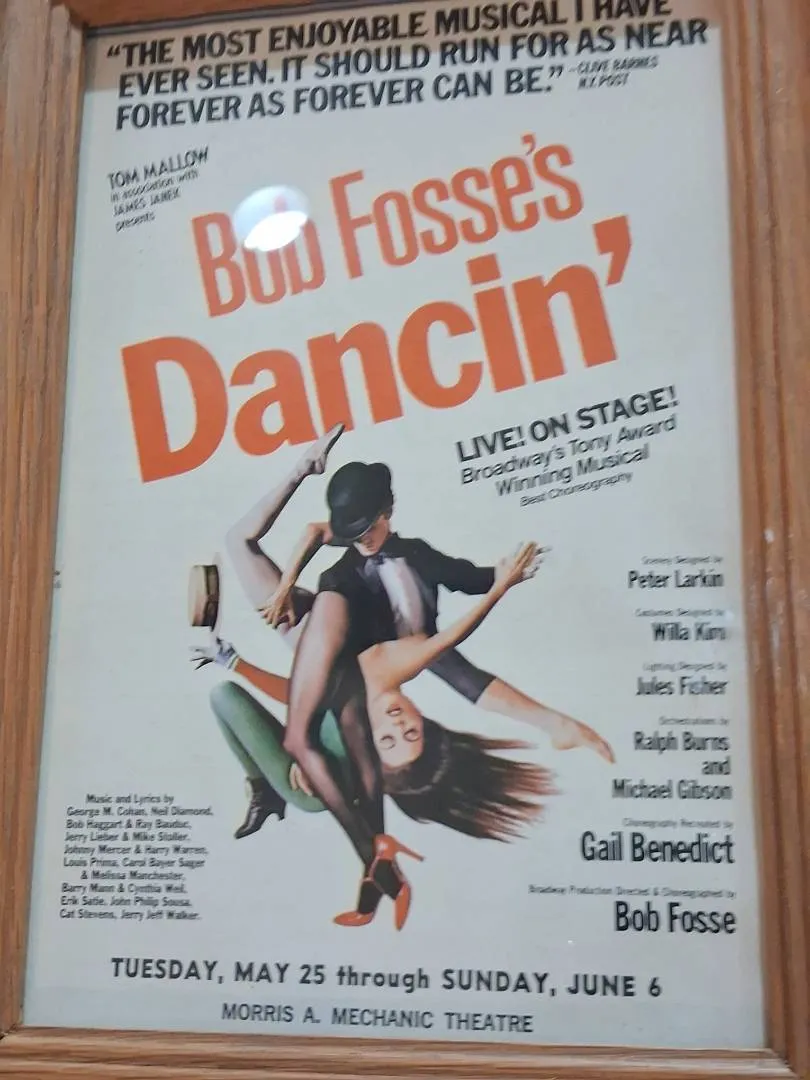 “THE MOST ENJOYABLE MUSICAL I HAVE
EVER SEEN. IT SHOULD RUN FOR AS NEAR
FOREVER AS FOREVER CAN BE.” –CLIVE BARNES
N.Y. POST
TOM MALLOW
in association with
JAMES JANEK
presents
Bob Fosse’s
Dancin’
LIVE! ON STAGE!
Broadway’s Tony Award
Winning Musical
Best Choreography
Scenery Designed by
Peter Larkin
Costumes Designed by
Willa Kim
Lighting Designed by
Jules Fisher
Orchestrations by
Ralph Burns
and
Michael Gibson
Choreography Recreated by
Gail Benedict
Broadway Production Directed & Choreographed by
Bob Fosse
Music and Lyrics by
George M. Cohan, Neil Diamond,
Bob Haggart & Ray Bauduc,
Jerry Lieber & Mike Stoller,
Johnny Mercer & Harry Warren,
Louis Prima, Carol Bayer Sager
& Melissa Manchester,
Barry Mann & Cynthia Weil,
Erik Satie, John Philip Sousa,
Cat Stevens, Jerry Jeff Walker.
TUESDAY, MAY 25 through SUNDAY, JUNE 6
MORRIS A. MECHANIC THEATRE